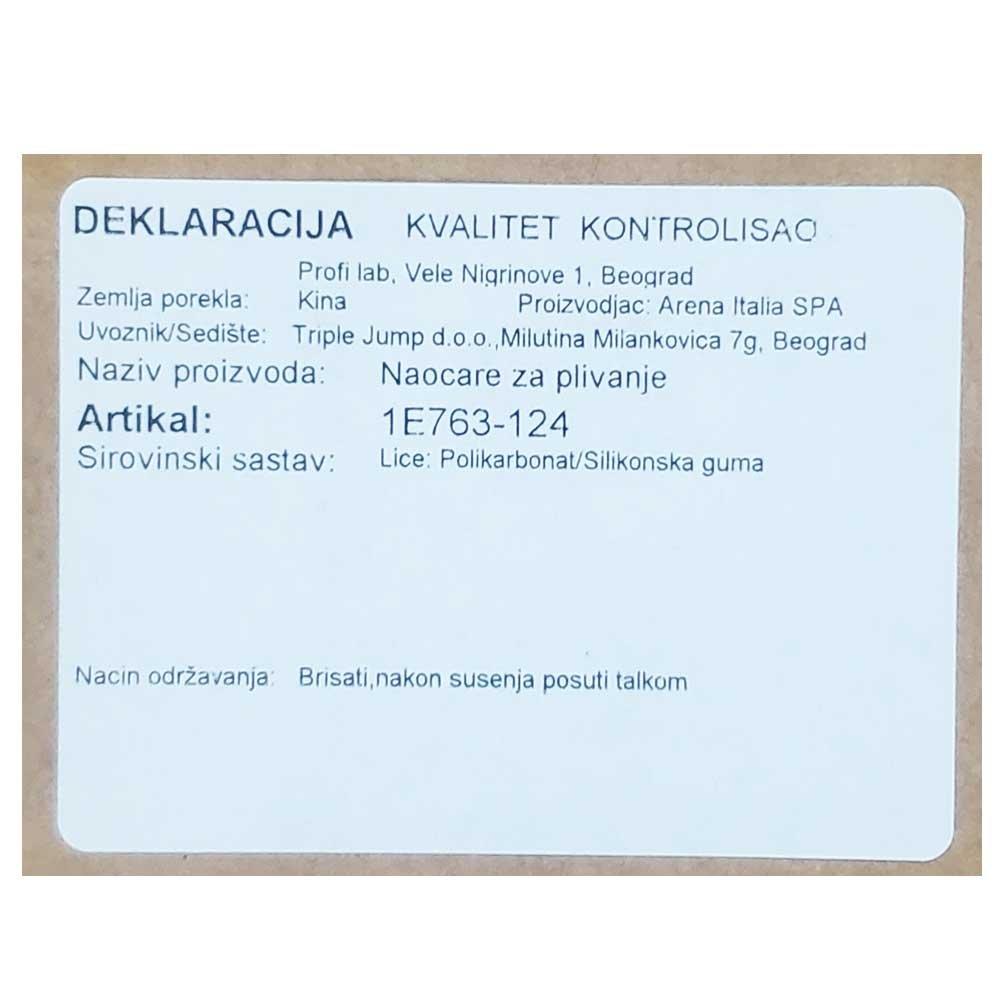 DEKLARACIJA KVALITET KONTROLISAO
Profi lab, Vele Nigrinove 1, Beograd
Zemlja porekla: Kina Proizvodjac: Arena Italia SPA
Uvoznik/Sedište: Triple Jump d.o.o.,Milutina Milankovica 7g, Beograd
Naziv proizvoda: Naocare za plivanje
Artikal: 1E763-124
Sirovinski sastav: Lice: Polikarbonat/Silikonska guma
Nacin održavanja: Brisati,nakon susenja posuti talkom